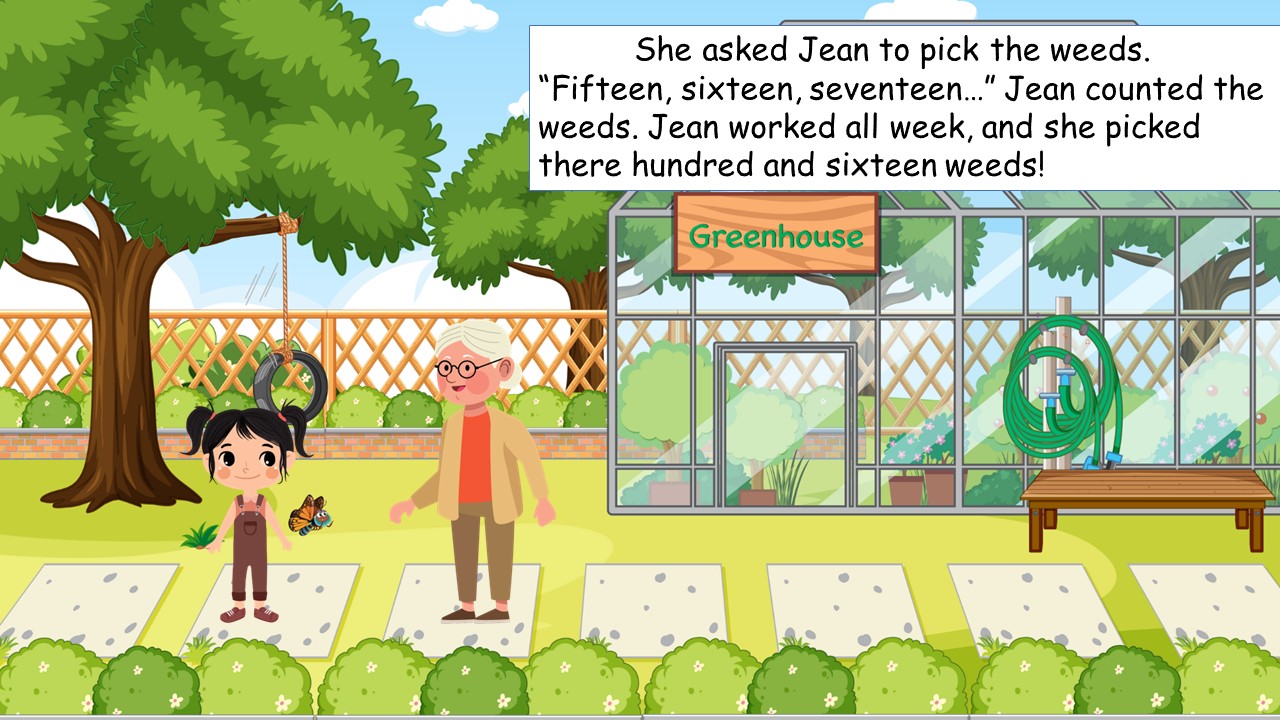 She asked Jean to pick the weeds.
“Fifteen, sixteen, seventeen…” Jean counted the
weeds. Jean worked all week, and she picked
there hundred and sixteen weeds!
Greenhouse